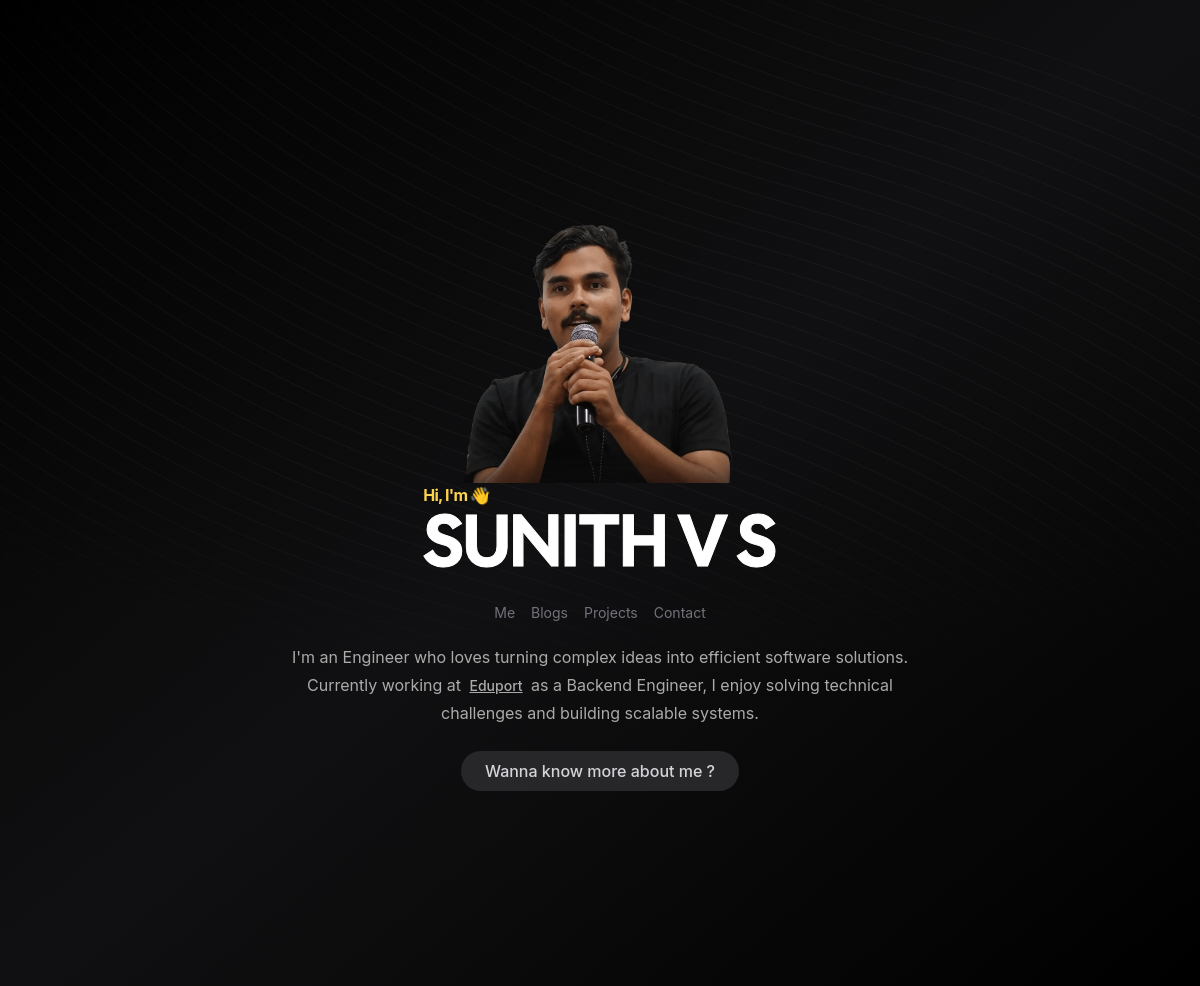 Hi, I'm 👋
SUNITH V S
Me Blogs Projects Contact
I'm an Engineer who loves turning complex ideas into efficient software solutions.
Currently working at Eduport as a Backend Engineer, I enjoy solving technical
challenges and building scalable systems.
Wanna know more about me ?